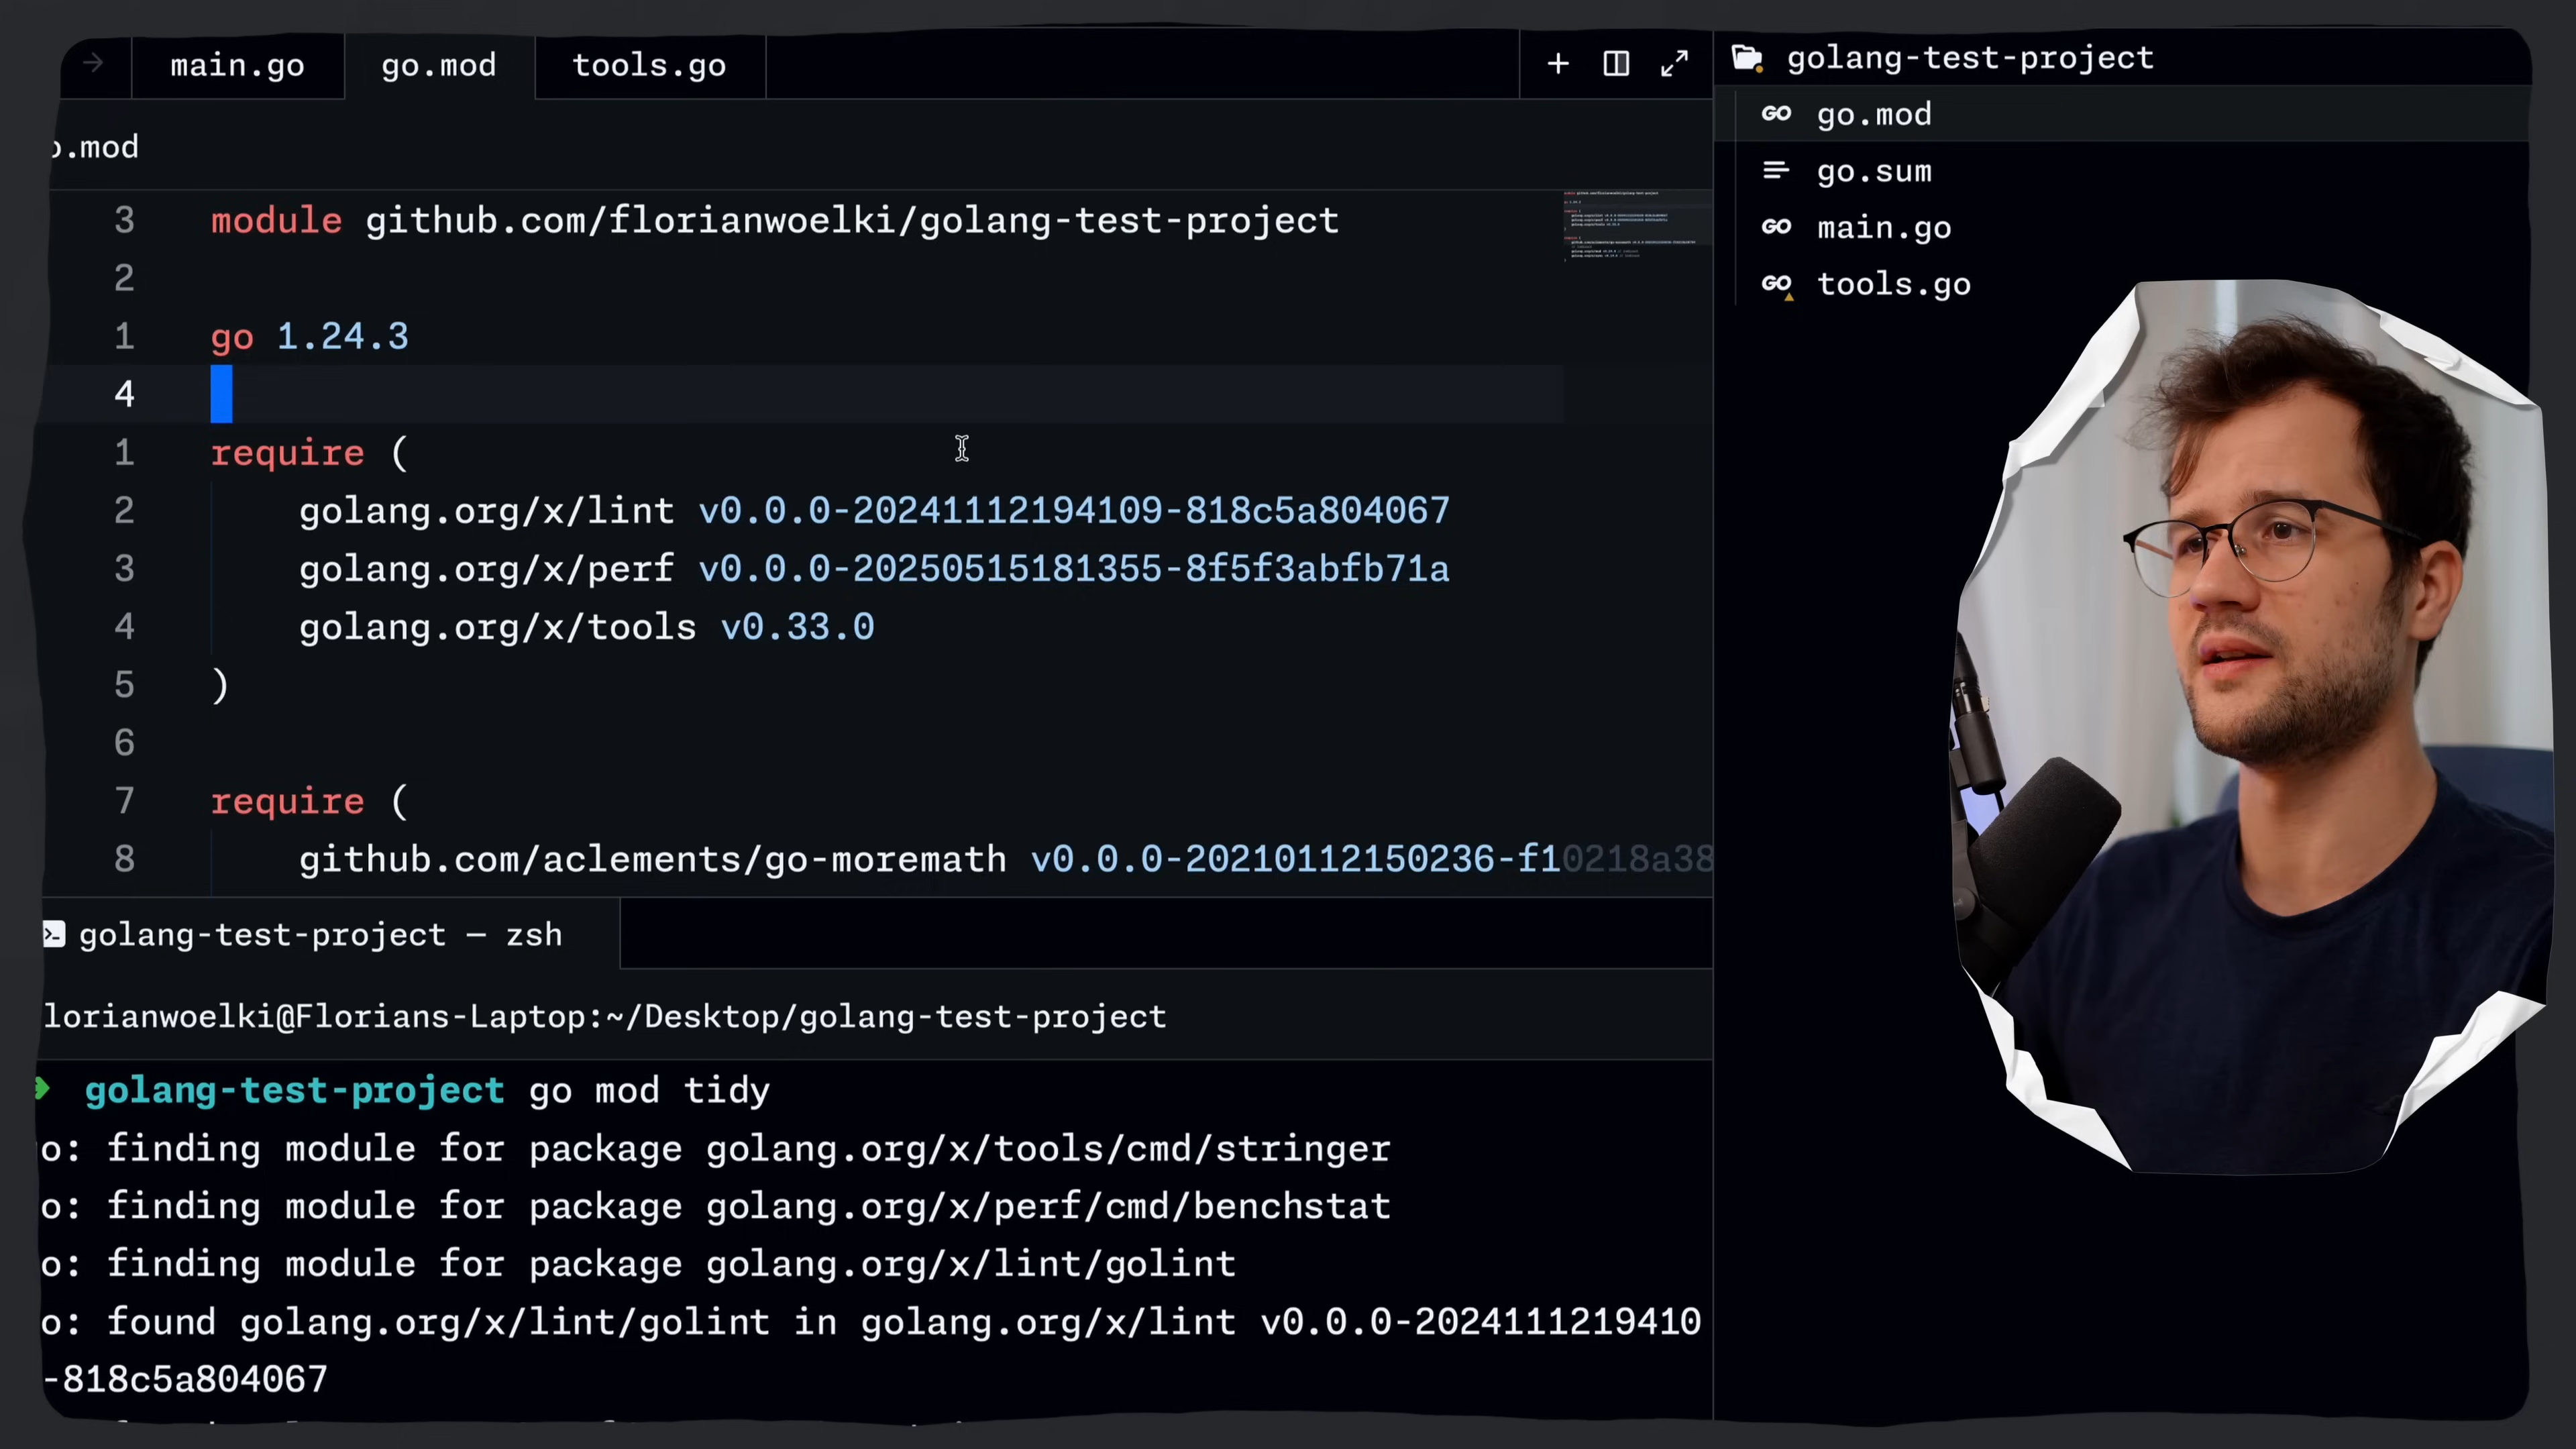 main.go
go.mod
tools.go
golang-test-project
go.mod
go.sum
main.go
tools.go
o.mod
3 module github.com/florianwoelki/golang-test-project
2
1 go 1.24.3
4
1 require (
2 golang.org/x/lint v0.0.0-20241112194109-818c5a804067
3 golang.org/x/perf v0.0.0-20250515181355-8f5f3abfb71a
4 golang.org/x/tools v0.33.0
5 )
6
7 require (
8 github.com/aclements/go-moremath v0.0.0-20210112150236-f10218a38
golang-test-project — zsh
lorianwoelki@Florians-Laptop:~/Desktop/golang-test-project
golang-test-project go mod tidy
o: finding module for package golang.org/x/tools/cmd/stringer
o: finding module for package golang.org/x/perf/cmd/benchstat
o: finding module for package golang.org/x/lint/golint
o: found golang.org/x/lint/golint in golang.org/x/lint v0.0.0-2024111219410
-818c5a804067